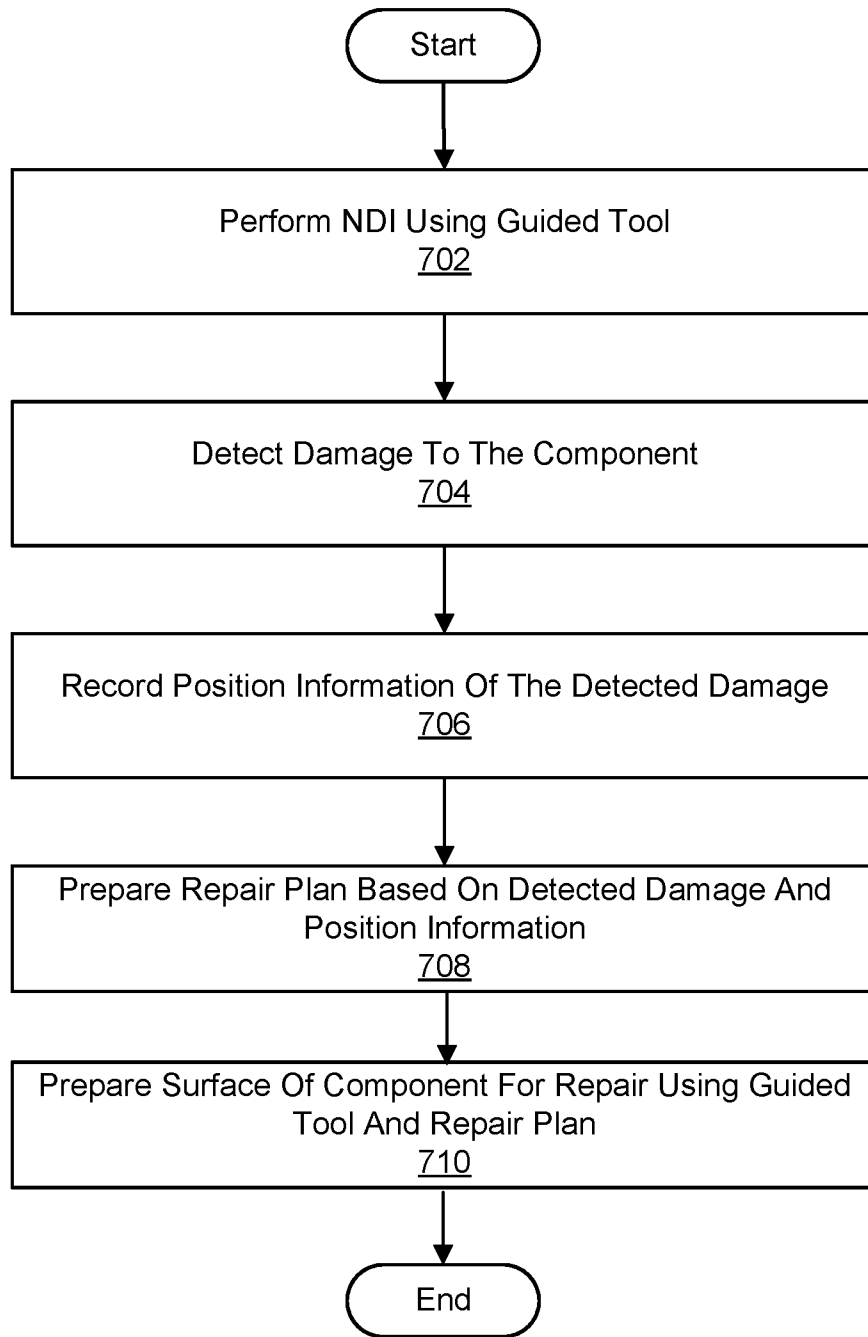 Start
Perform NDI Using Guided Tool
702
Detect Damage To The Component
704
Record Position Information Of The Detected Damage
706
Prepare Repair Plan Based On Detected Damage And
Position Information
708
Prepare Surface Of Component For Repair Using Guided
Tool And Repair Plan
710
End